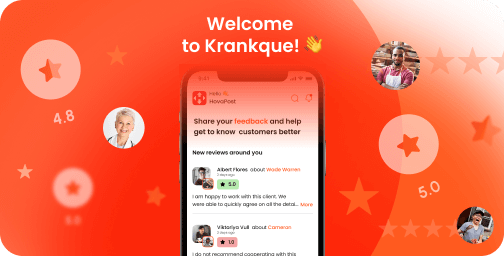 Welcome
to Krankque! 👋
4.8
5.0
Hello 👋
HovaPost
Share your feedback and help
get to know customers better
New reviews around you
Albert Flores about Wade Warren
2 days ago
5.0
I am happy to work with this client. We
were able to quickly agree on all the detai... More
Viktoriya Vull about Cameron
1.0
I do not recommend cooperating with this